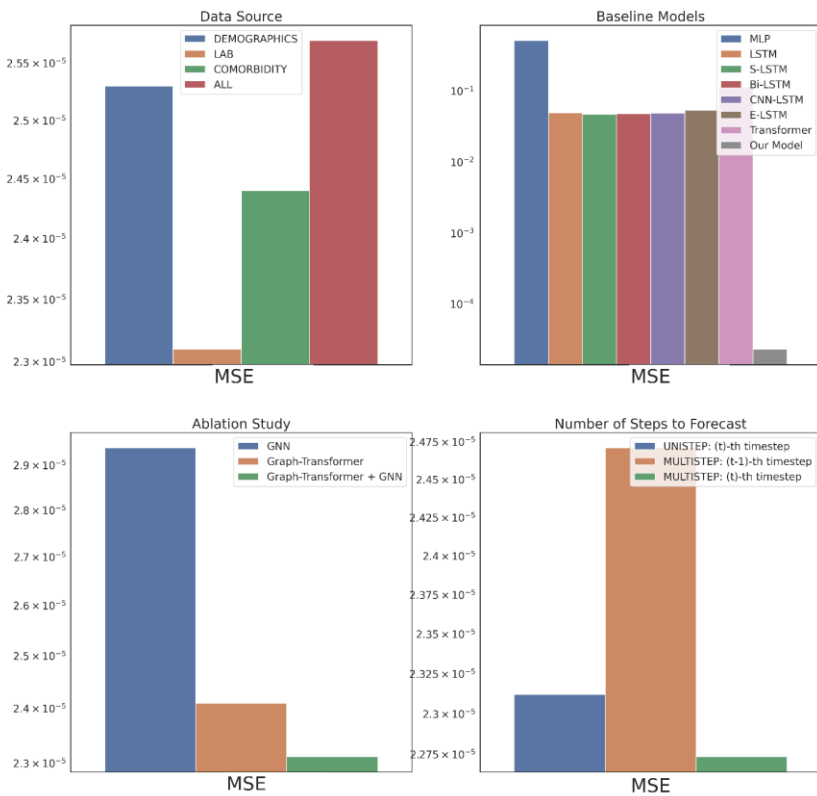 Data Source
DEMOGRAPHICS
LAB
COMORBIDITY
ALL
2.55 × 10⁻⁵
2.5 × 10⁻⁵
2.45 × 10⁻⁵
2.4 × 10⁻⁵
2.35 × 10⁻⁵
2.3 × 10⁻⁵
MSE
Baseline Models
MLP
LSTM
S-LSTM
Bi-LSTM
CNN-LSTM
E-LSTM
Transformer
Our Model
10⁻¹
10⁻²
10⁻³
10⁻⁴
MSE
Ablation Study
GNN
Graph-Transformer
Graph-Transformer + GNN
2.9 × 10⁻⁵
2.8 × 10⁻⁵
2.7 × 10⁻⁵
2.6 × 10⁻⁵
2.5 × 10⁻⁵
2.4 × 10⁻⁵
2.3 × 10⁻⁵
MSE
Number of Steps to Forecast
UNISTEP: (t)-th timestep
MULTISTEP: (t-1)-th timestep
MULTISTEP: (t)-th timestep
2.475 × 10⁻⁵
2.45 × 10⁻⁵
2.425 × 10⁻⁵
2.4 × 10⁻⁵
2.375 × 10⁻⁵
2.35 × 10⁻⁵
2.325 × 10⁻⁵
2.3 × 10⁻⁵
2.275 × 10⁻⁵
MSE